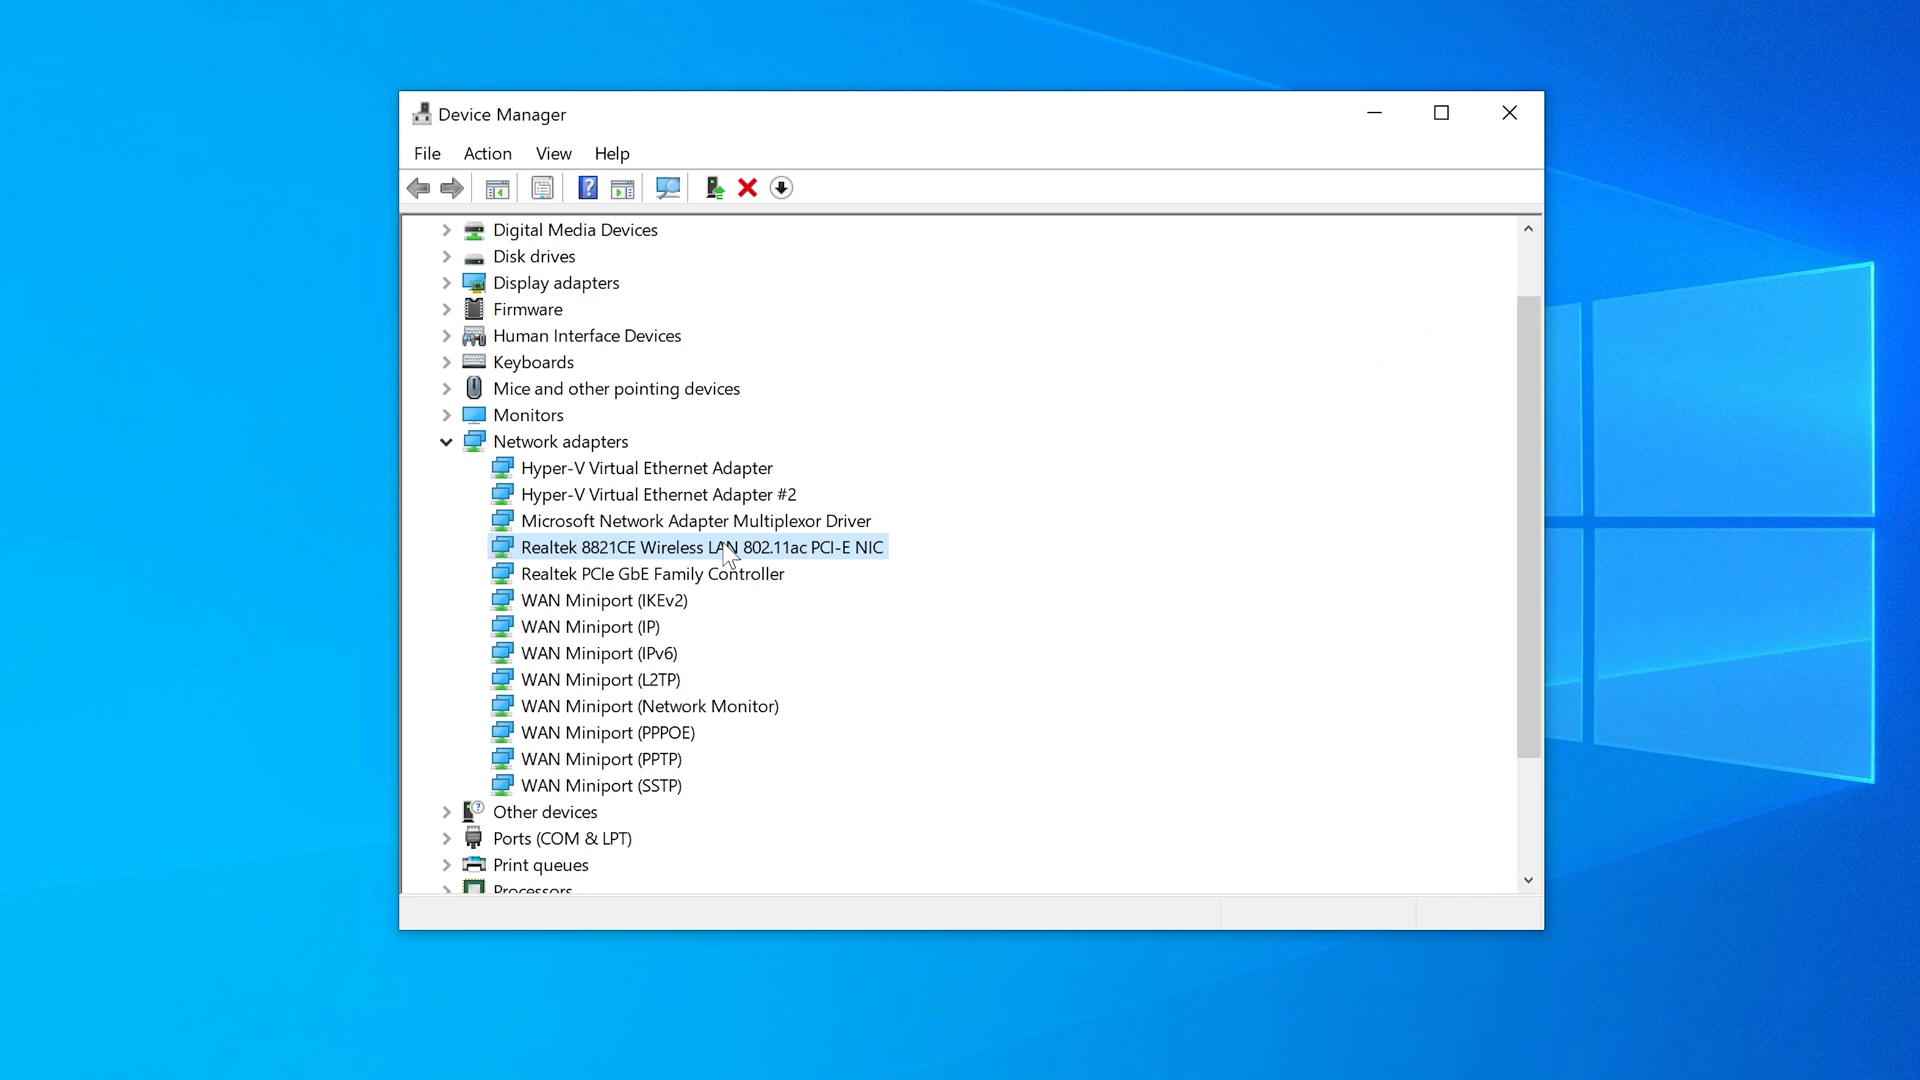 Device Manager
File Action View Help
Digital Media Devices
Disk drives
Display adapters
Firmware
Human Interface Devices
Keyboards
Mice and other pointing devices
Monitors
Network adapters
Hyper-V Virtual Ethernet Adapter
Hyper-V Virtual Ethernet Adapter #2
Microsoft Network Adapter Multiplexor Driver
Realtek 8821CE Wireless LAN 802.11ac PCI-E NIC
Realtek PCIe GbE Family Controller
WAN Miniport (IKEv2)
WAN Miniport (IP)
WAN Miniport (IPv6)
WAN Miniport (L2TP)
WAN Miniport (Network Monitor)
WAN Miniport (PPPOE)
WAN Miniport (PPTP)
WAN Miniport (SSTP)
Other devices
Ports (COM & LPT)
Print queues
Processors